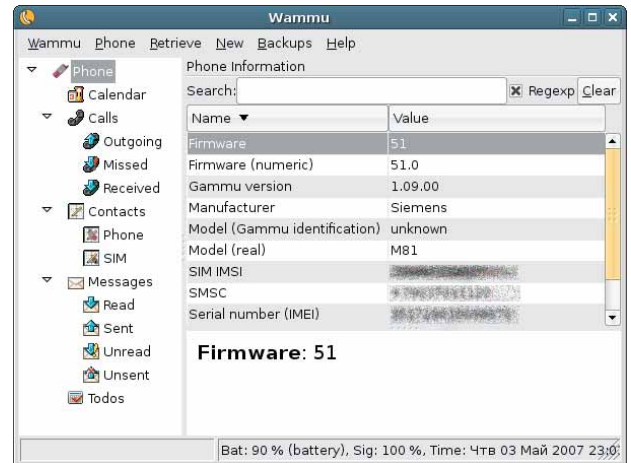 Wammu
Wammu Phone Retrieve New Backups Help
Phone
Calendar
Calls
Outgoing
Missed
Received
Contacts
Phone
SIM
Messages
Read
Sent
Unread
Unsent
Todos
Phone Information
Search: Regexp Clear
Name ▼ Value
Firmware 51
Firmware (numeric) 51.0
Gammu version 1.09.00
Manufacturer Siemens
Model (Gammu identification) unknown
Model (real) M81
SIM IMSI
SMSC
Serial number (IMEI)
Firmware: 51
Bat: 90 % (battery), Sig: 100 %, Time: Чтв 03 Май 2007 23:0